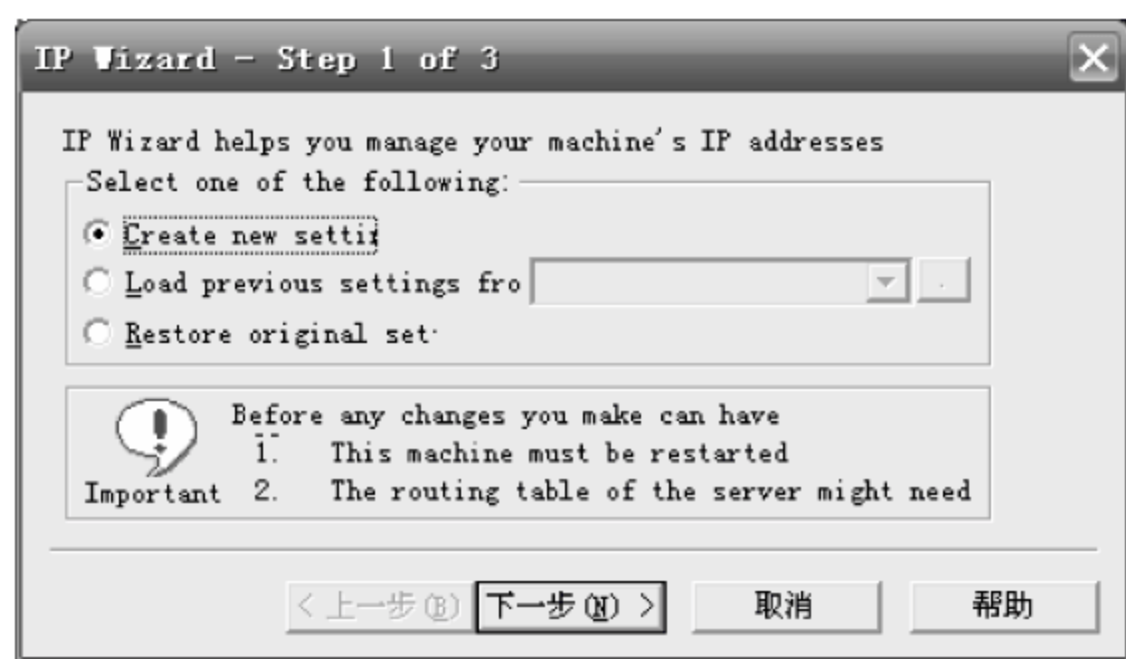 IP Wizard - Step 1 of 3
IP Wizard helps you manage your machine's IP addresses
Select one of the following:
Create new setti
Load previous settings fro
.
Restore original set
Before any changes you make can have
1. This machine must be restarted
Important 2. The routing table of the server might need
< 上一步(B) 下一步(N) > 取消 帮助